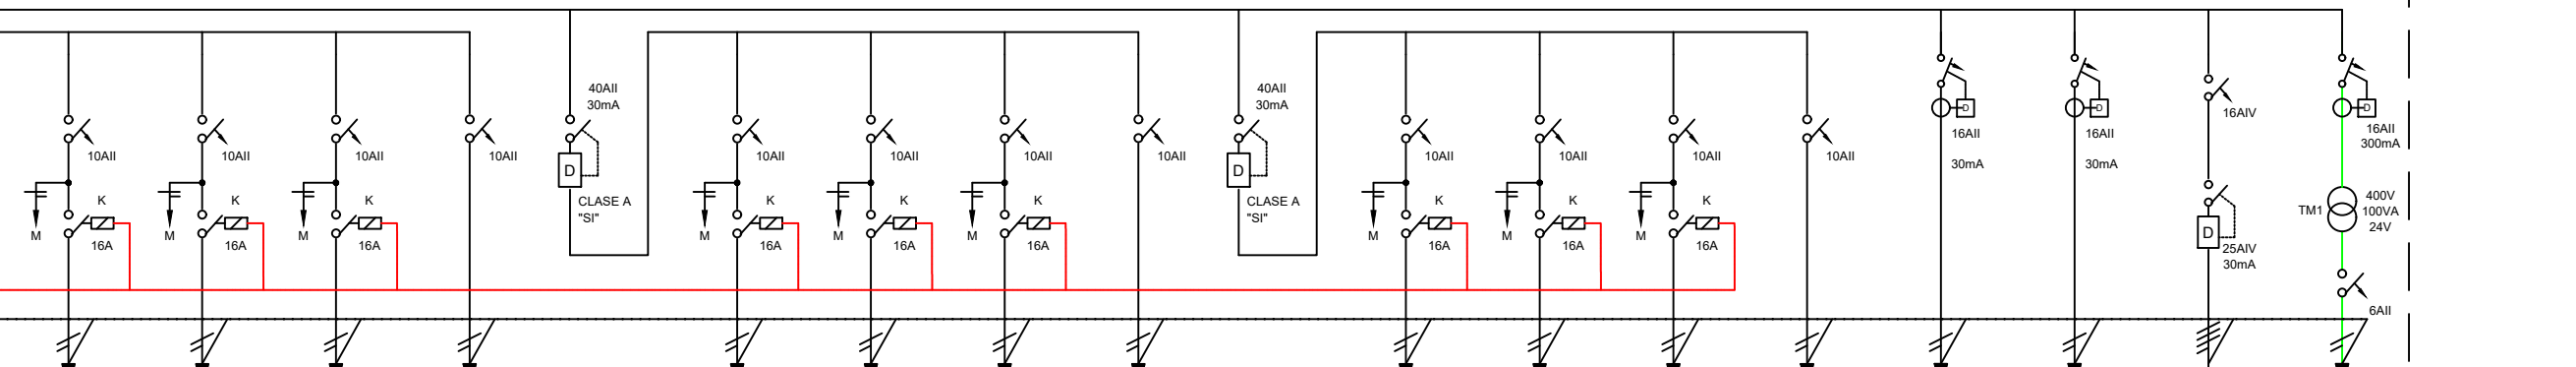 40AII
30mA
40AII
30mA
D
D
D
16AIV
16AII
300mA
16AII
30mA
16AII
30mA
10AII
10AII
10AII
10AII
D
10AII
10AII
10AII
10AII
D
10AII
10AII
10AII
10AII
CLASE A
"SI"
CLASE A
"SI"
K
K
K
K
K
K
K
K
K
M
16A
M
16A
M
16A
M
16A
M
16A
M
16A
M
16A
M
16A
M
16A
TM1
400V
100VA
24V
D
25AIV
30mA
6AII